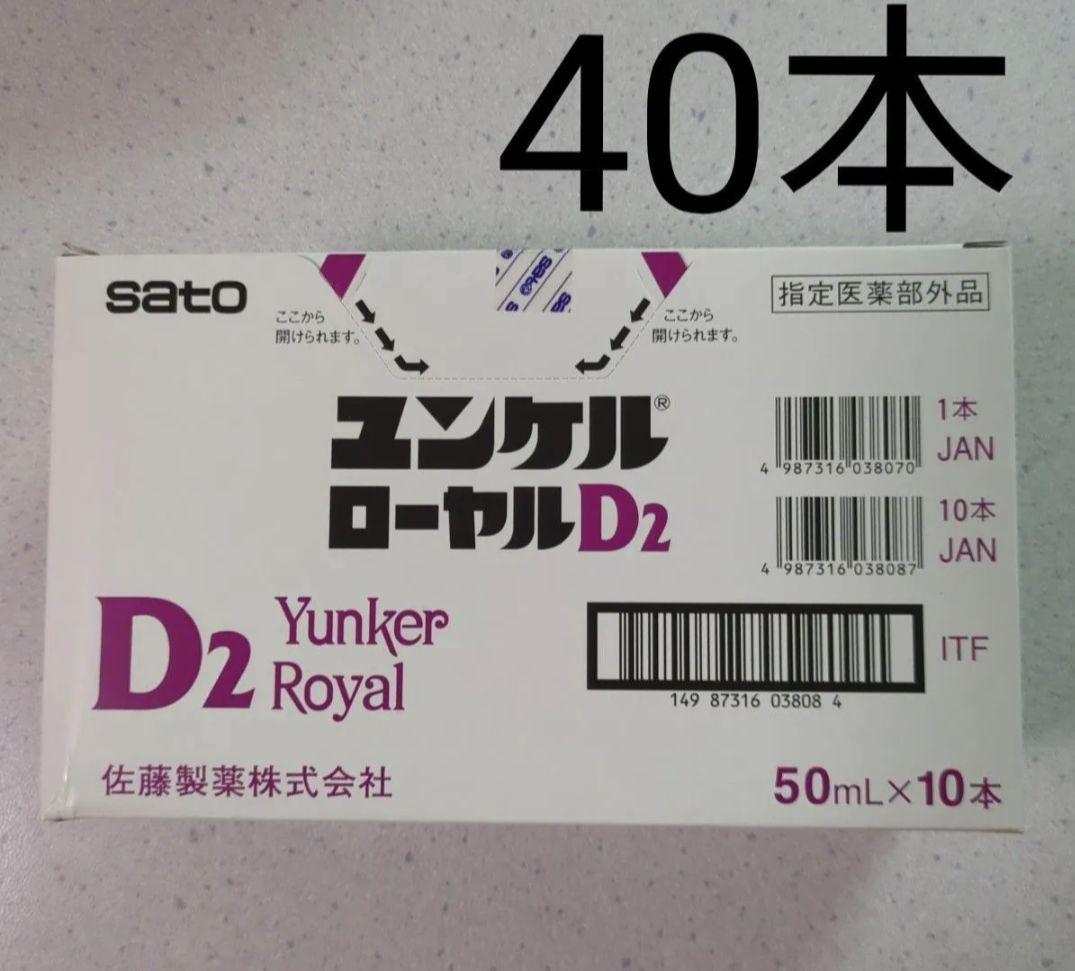 40本
sato
ここから
開けられます。
ここから
開けられます。
指定医薬部外品
ユンケル®
ローヤルD2
1本
JAN
4 987316 038070
10本
JAN
4 987316 038087
D2 Yunker
Royal
ITF
149 87316 03808 4
佐藤製薬株式会社
50mL×10本